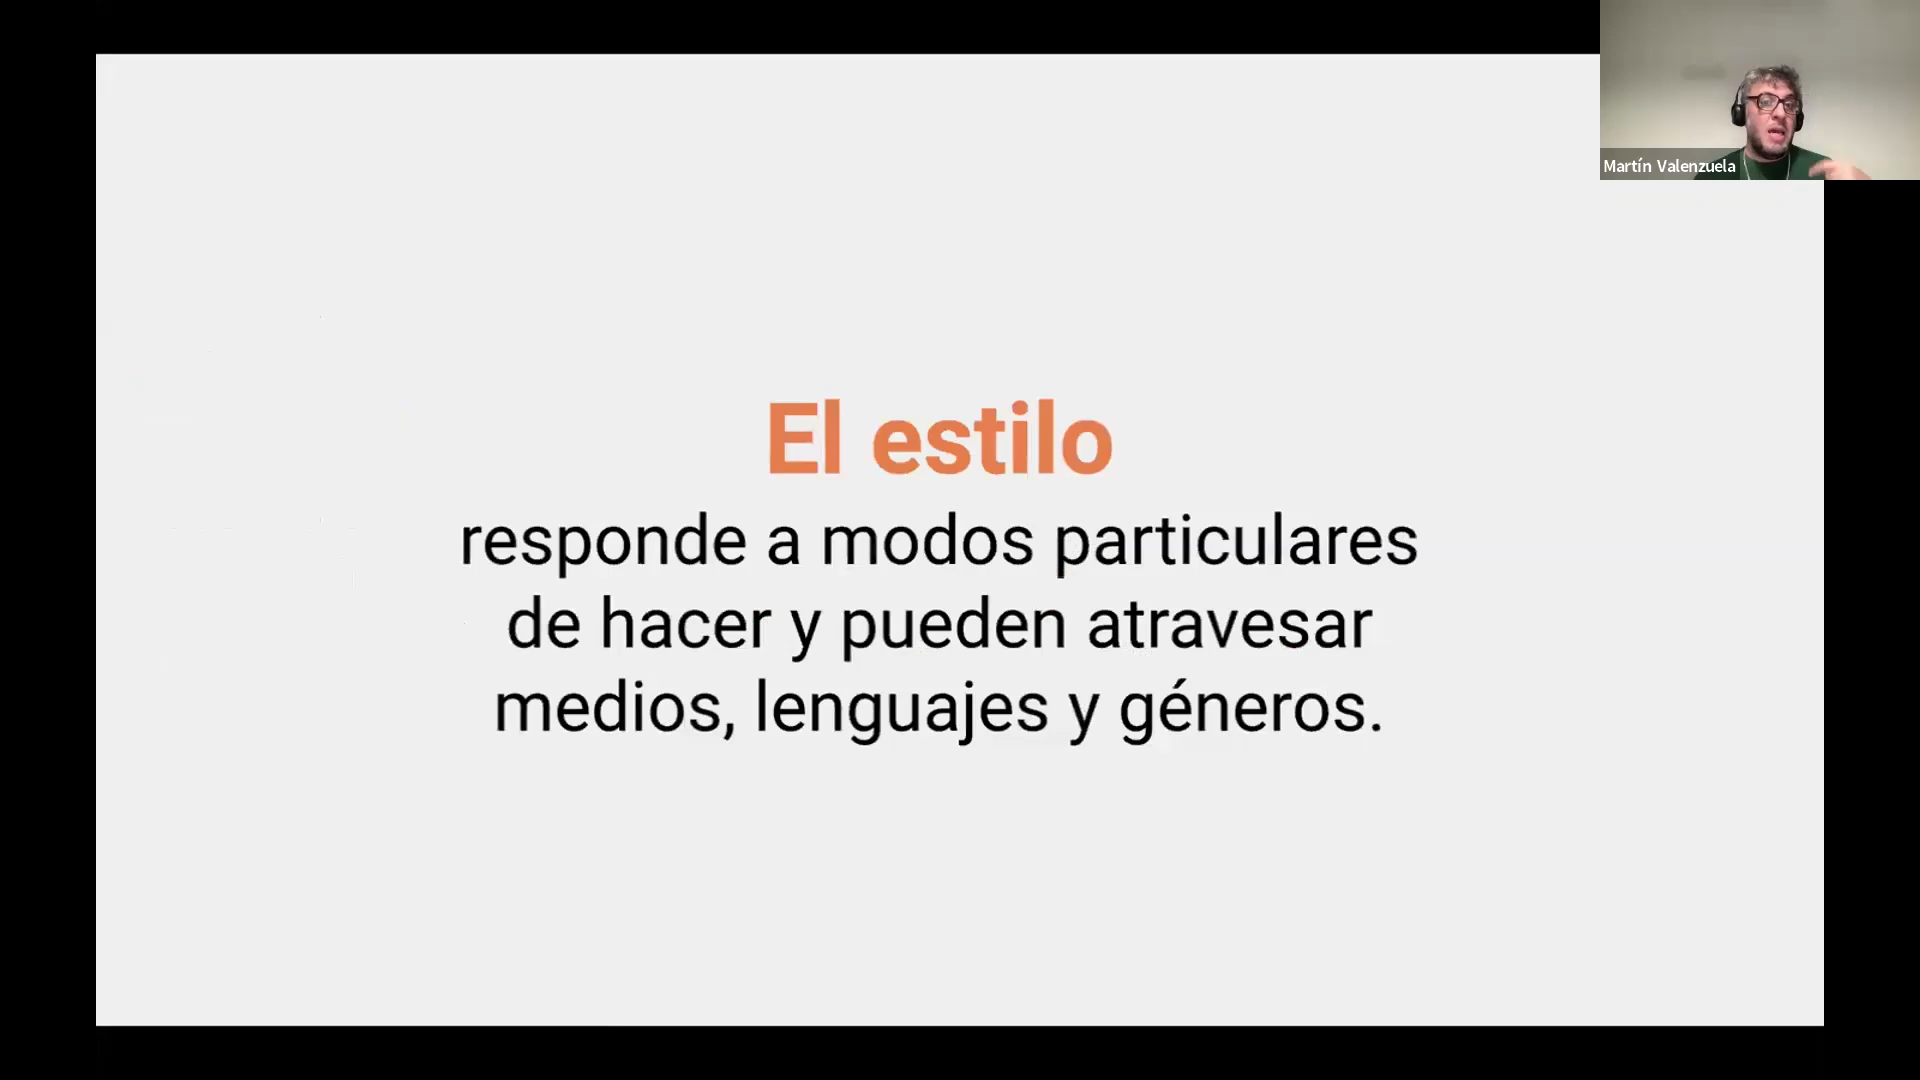 Martín Valenzuela
El estilo
responde a modos particulares
de hacer y pueden atravesar
medios, lenguajes y géneros.